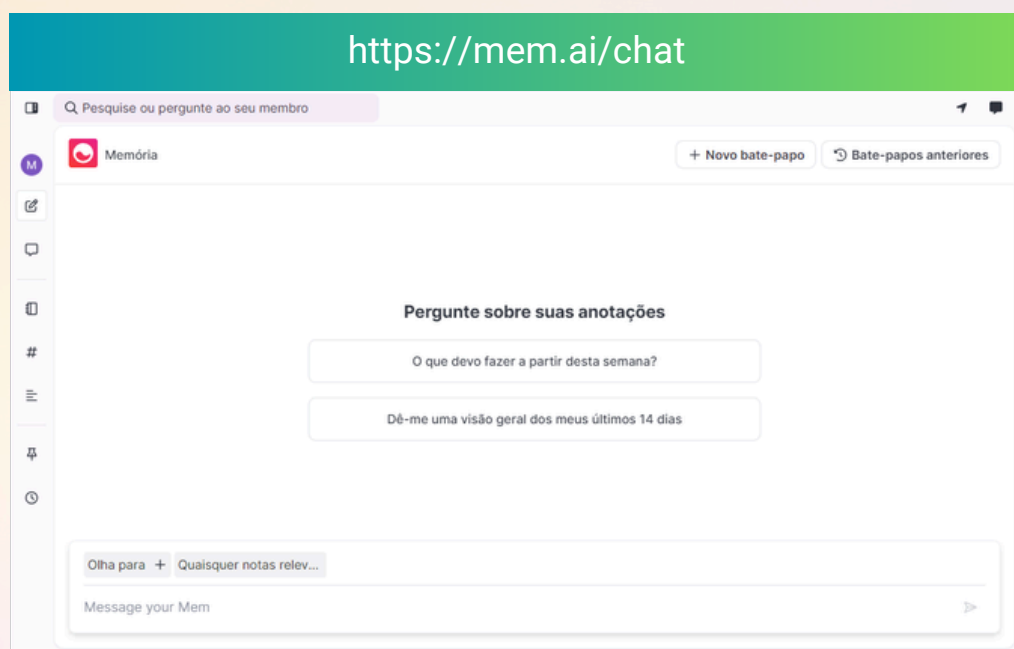 https://mem.ai/chat
Pesquise ou pergunte ao seu membro
M
Memória
+ Novo bate-papo
Bate-papos anteriores
Pergunte sobre suas anotações
O que devo fazer a partir desta semana?
Dê-me uma visão geral dos meus últimos 14 dias
Olha para + Quaisquer notas relev...
Message your Mem